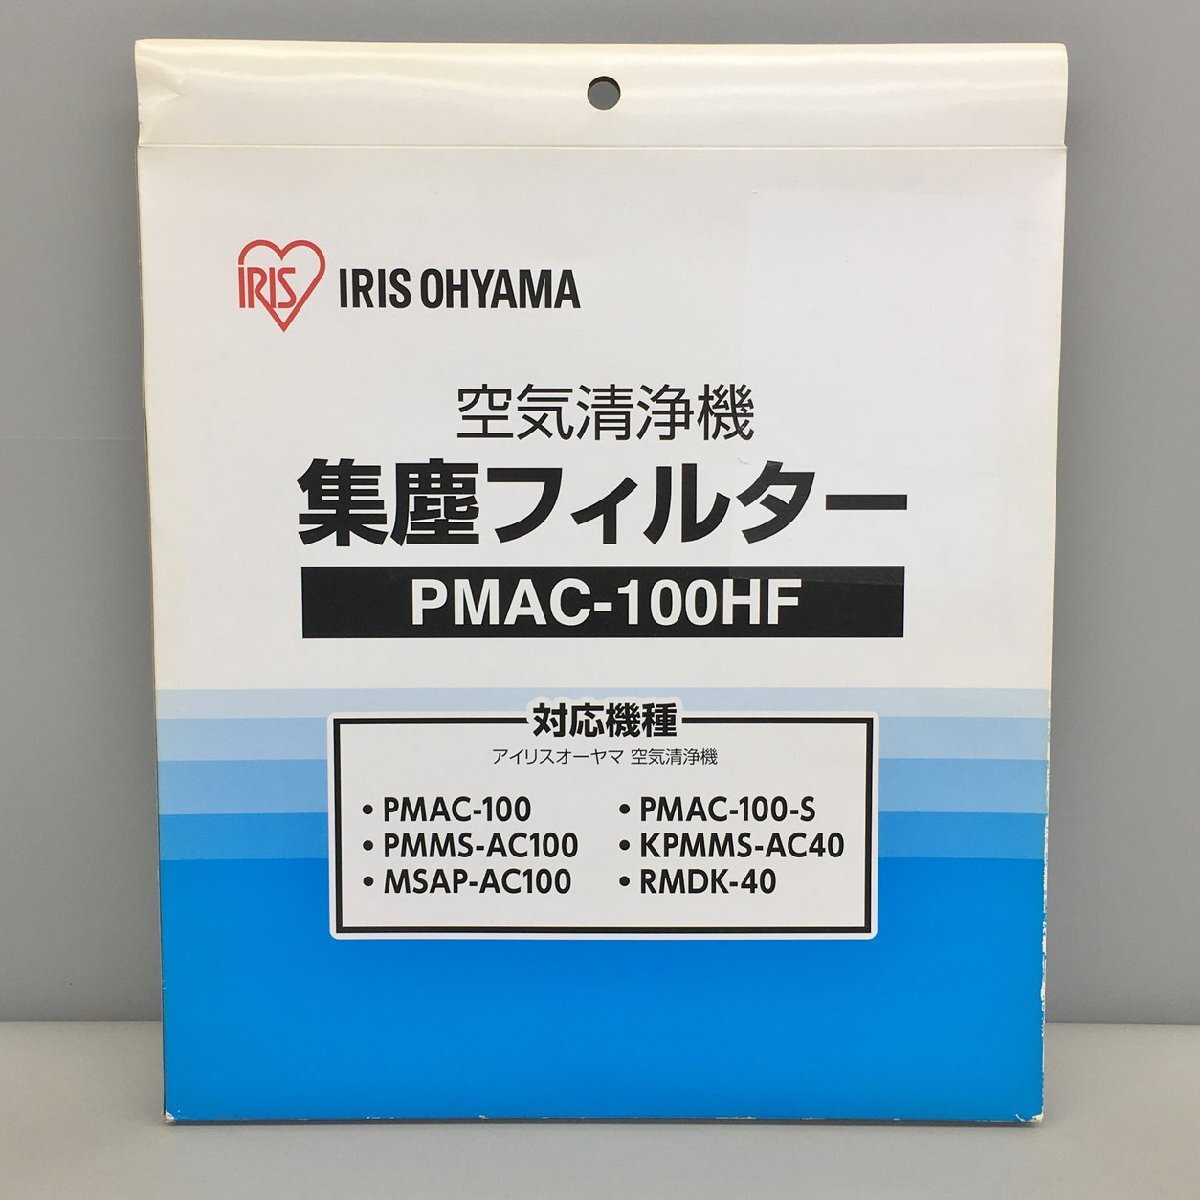 IRIS IRIS OHYAMA
空気清浄機
集塵フィルター
PMAC-100HF
対応機種
アイリスオーヤマ 空気清浄機
・PMAC-100 ・PMAC-100-S
・PMMS-AC100 ・KPMMS-AC40
・MSAP-AC100 ・RMDK-40